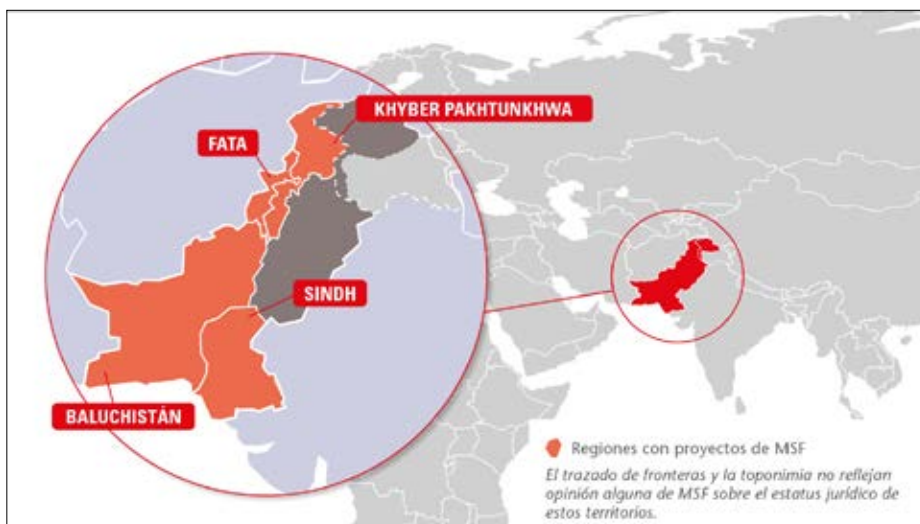 KHYBER PAKHTUNKHWA
FATA
SINDH
BALUCHISTÁN
Regiones con proyectos de MSF
El trazado de fronteras y la toponimia no reflejan
opinión alguna de MSF sobre el estatus jurídico de
estos territorios.